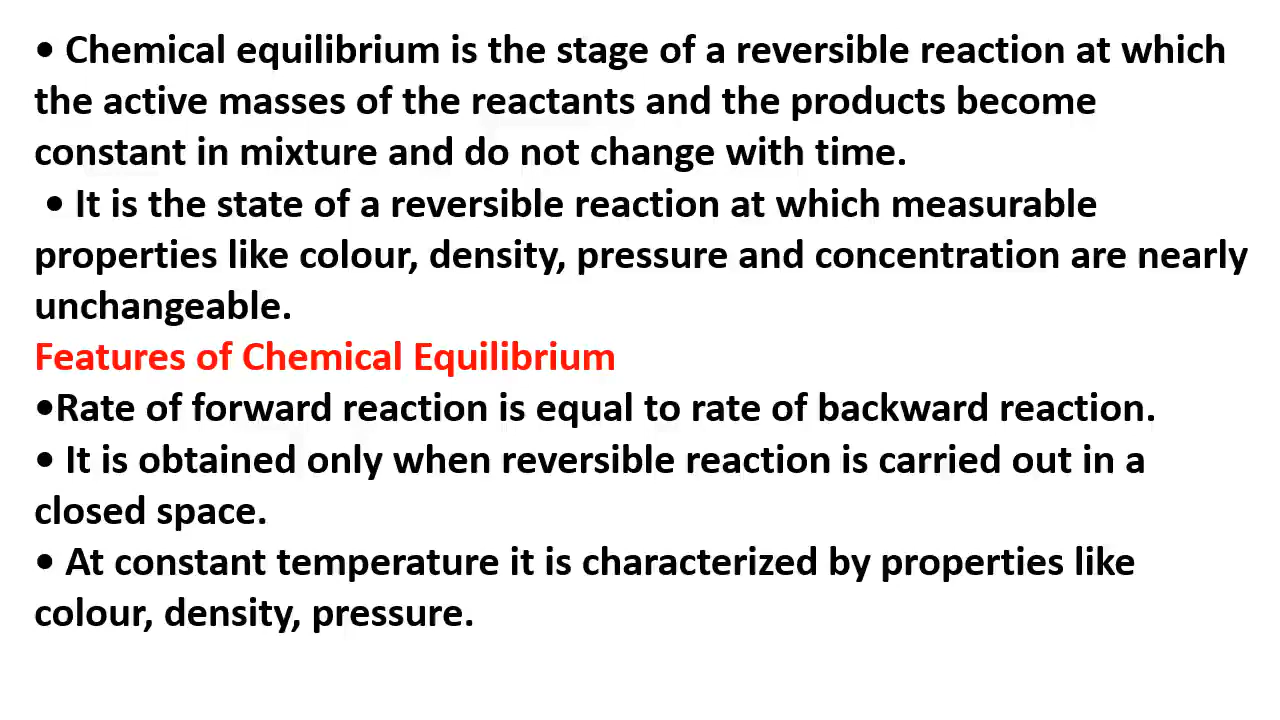 • Chemical equilibrium is the stage of a reversible reaction at which
the active masses of the reactants and the products become
constant in mixture and do not change with time.
• It is the state of a reversible reaction at which measurable
properties like colour, density, pressure and concentration are nearly
unchangeable.
Features of Chemical Equilibrium
•Rate of forward reaction is equal to rate of backward reaction.
• It is obtained only when reversible reaction is carried out in a
closed space.
• At constant temperature it is characterized by properties like
colour, density, pressure.